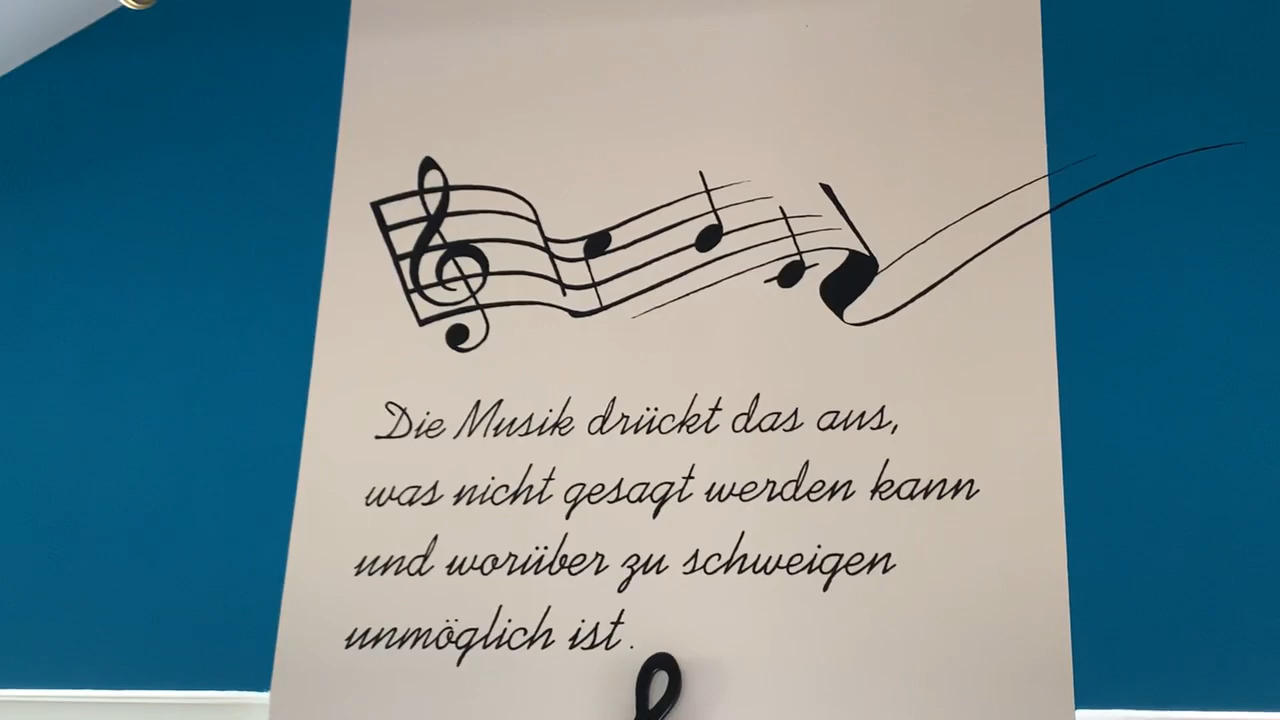 Die Musik drückt das aus,
was nicht gesagt werden kann
und worüber zu schweigen
unmöglich ist.